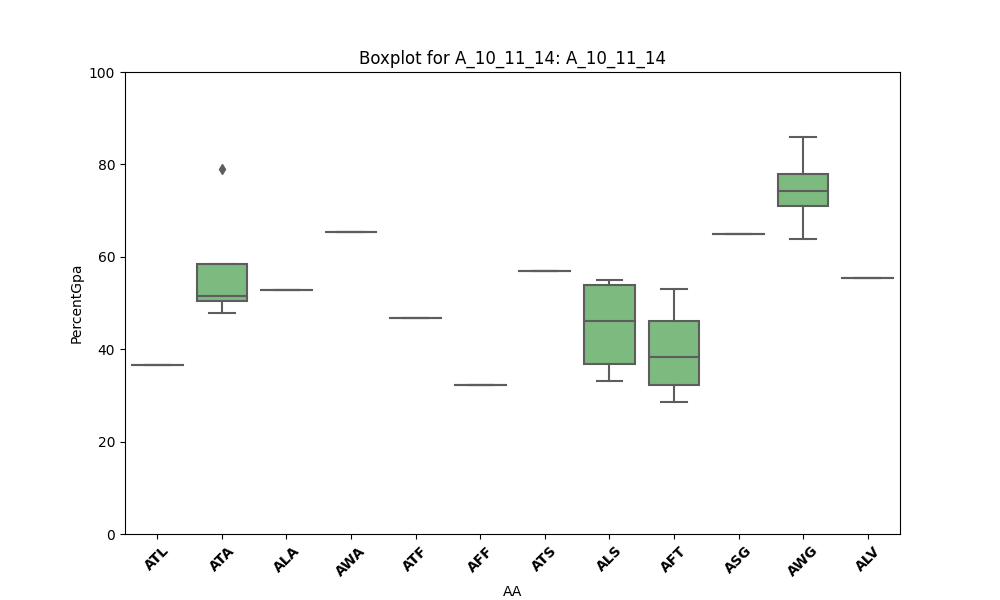 Boxplot for A_10_11_14: A_10_11_14
100
80
60
40
20
0
PercentGpa
ATL
ATA
ALA
AWA
ATF
AFF
ATS
ALS
AFT
ASG
AWG
ALV
AA